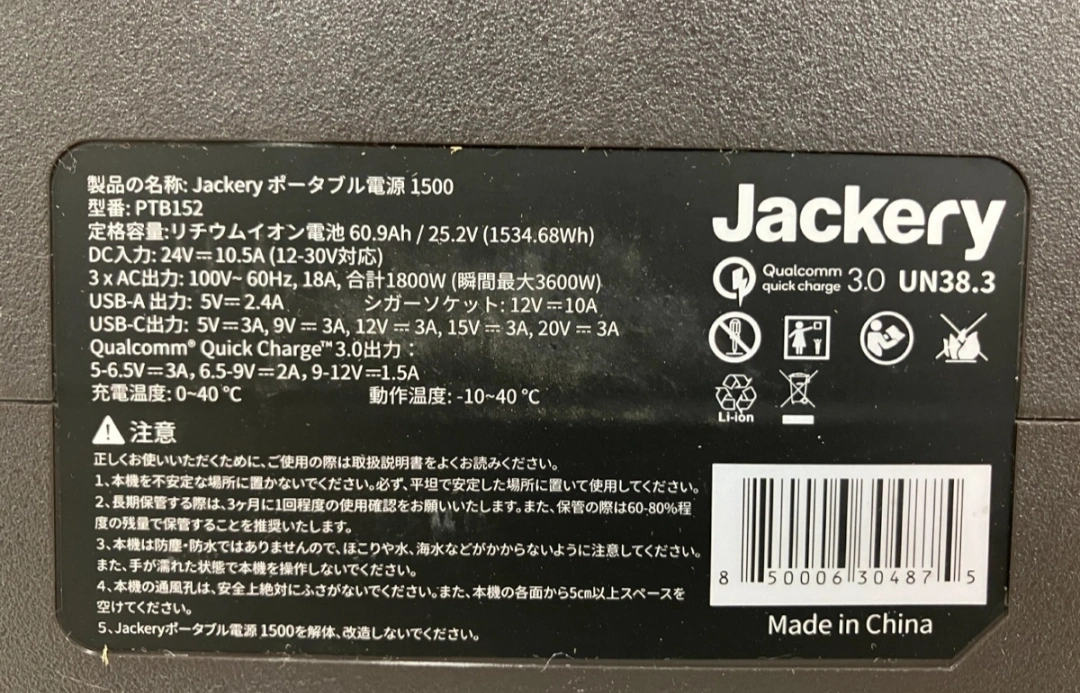 製品の名称: Jackery ポータブル電源 1500
型番: PTB152
定格容量:リチウムイオン電池 60.9Ah / 25.2V (1534.68Wh)
DC入力: 24V⎓10.5A (12-30V対応)
3 x AC出力: 100V~ 60Hz, 18A, 合計1800W (瞬間最大3600W)
USB-A 出力: 5V⎓2.4A シガーソケット: 12V⎓10A
USB-C出力: 5V⎓3A, 9V⎓3A, 12V⎓3A, 15V⎓3A, 20V⎓3A
Qualcomm® Quick Charge™ 3.0出力：
5-6.5V⎓3A, 6.5-9V⎓2A, 9-12V⎓1.5A
充電温度: 0~40 ℃ 動作温度: -10~40 ℃
注意
正しくお使いいただくために、ご使用の際は取扱説明書をよくお読みください。
1、本機を不安定な場所に置かないでください。必ず、平坦で安定した場所に置いて使用してください。
2、長期保管する際は、3ヶ月に1回程度の使用確認をお願いいたします。また、保管の際は60-80%程
度の残量で保管することを推奨いたします。
3、本機は防塵・防水ではありませんので、ほこりや水、海水などがかからないように注意してください。
また、手が濡れた状態で本機を操作しないでください。
4、本機の通風孔は、安全上絶対にふさがないでください。また、本機の各面から5cm以上スペースを
空けてください。
5、Jackeryポータブル電源 1500を解体、改造しないでください。
Jackery
Qualcomm
quick charge 3.0 UN38.3
Li-ion
8 50006 30487 5
Made in China